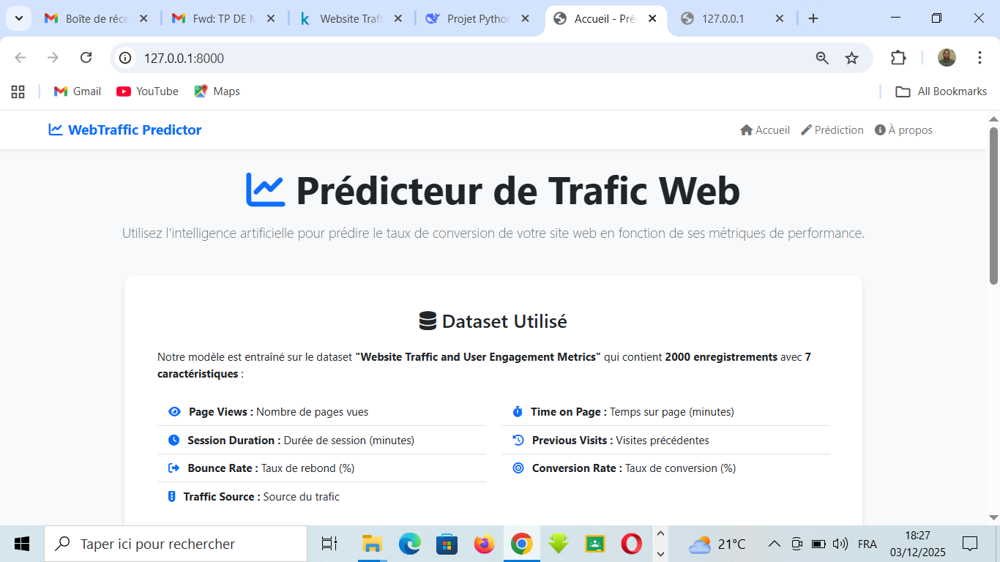 Boîte de réce
Fwd: TP DE M
Website Traff
Projet Python
Accueil - Pré
127.0.0.1
127.0.0.1:8000
Gmail
YouTube
Maps
All Bookmarks
WebTraffic Predictor
Accueil
Prédiction
À propos
Prédicteur de Trafic Web
Utilisez l'intelligence artificielle pour prédire le taux de conversion de votre site web en fonction de ses métriques de performance.
Dataset Utilisé
Notre modèle est entraîné sur le dataset "Website Traffic and User Engagement Metrics" qui contient 2000 enregistrements avec 7
caractéristiques :
Page Views : Nombre de pages vues
Session Duration : Durée de session (minutes)
Bounce Rate : Taux de rebond (%)
Traffic Source : Source du trafic
Time on Page : Temps sur page (minutes)
Previous Visits : Visites précédentes
Conversion Rate : Taux de conversion (%)
Taper ici pour rechercher
21°C
FRA
18:27
03/12/2025